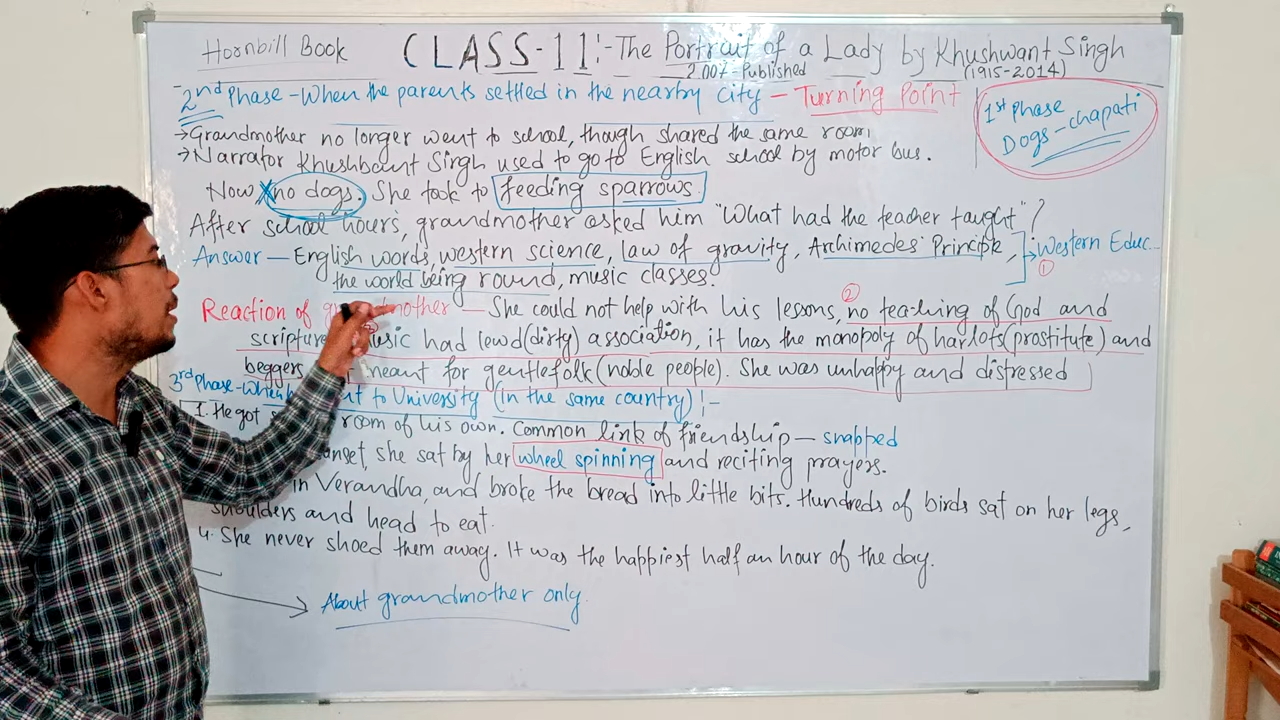 Hornbill Book
CLASS-11:- The Portrait of a Lady by Khushwant Singh
2007-Published
(1915-2014)
2nd Phase - When the parents settled in the nearby city - Turning Point
1st phase
Dogs - chapati
→ Grandmother no longer went to school, though shared the same room.
→ Narrator Khushbaunt Singh used to go to English school by motor bus.
Now X no dogs. She took to feeding sparrows.
After school hours, grandmother asked him "What had the teacher taught"?
Answer - English words, western science, law of gravity, Archimedes' Principle,
the world being round, music classes.
Western Educ...
1
Reaction of - She could not help with his lessons, no teaching of God and
2
scripture had lewd (dirty) association, it has the monopoly of harlots (prostitute) and
beggers meant for gentlefolk (noble people). She was unhappy and distressed
3rd Phase - to University (in the same country) :-
1. He got room of his own. Common link of friendship - snapped
she sat by her wheel spinning and reciting prayers.
in Verandha, and broke the bread into little bits. Hundreds of birds sat on her legs,
shoulders and head to eat.
4. She never shoed them away. It was the happiest half an hour of the day.
About grandmother only.